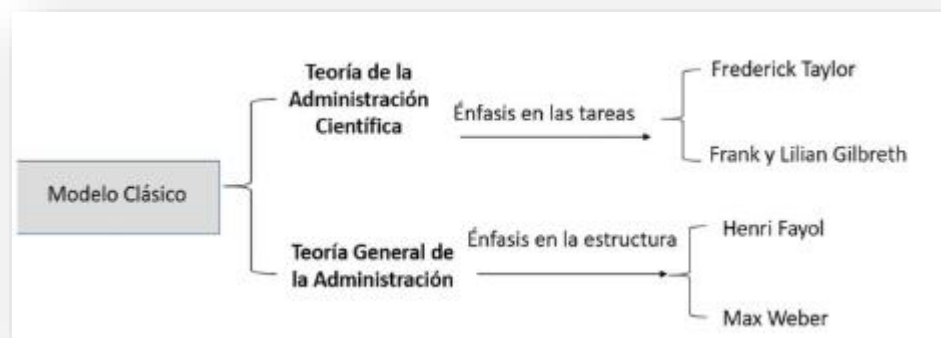 Modelo Clásico
Teoría de la
Administración
Científica
Énfasis en las tareas
Frederick Taylor
Frank y Lilian Gilbreth
Teoría General de
la Administración
Énfasis en la estructura
Henri Fayol
Max Weber